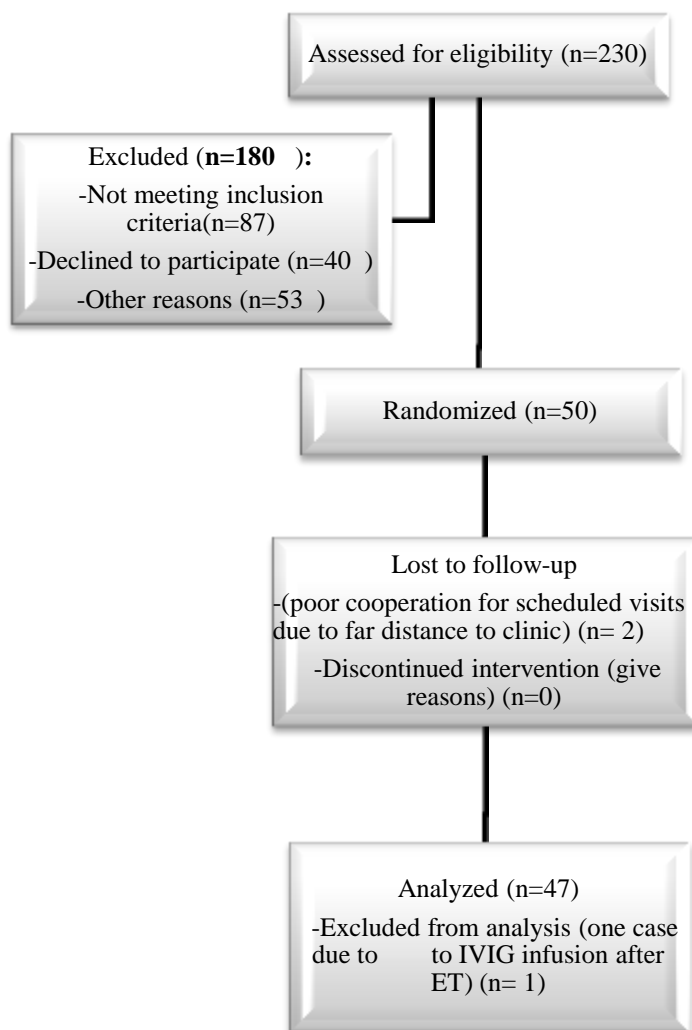 Assessed for eligibility (n=230)
Excluded (n=180 ):
-Not meeting inclusion
criteria(n=87)
-Declined to participate (n=40 )
-Other reasons (n=53 )
Randomized (n=50)
Lost to follow-up
-(poor cooperation for scheduled visits
due to far distance to clinic) (n= 2)
-Discontinued intervention (give
reasons) (n=0)
Analyzed (n=47)
-Excluded from analysis (one case
due to to IVIG infusion after
ET) (n= 1)